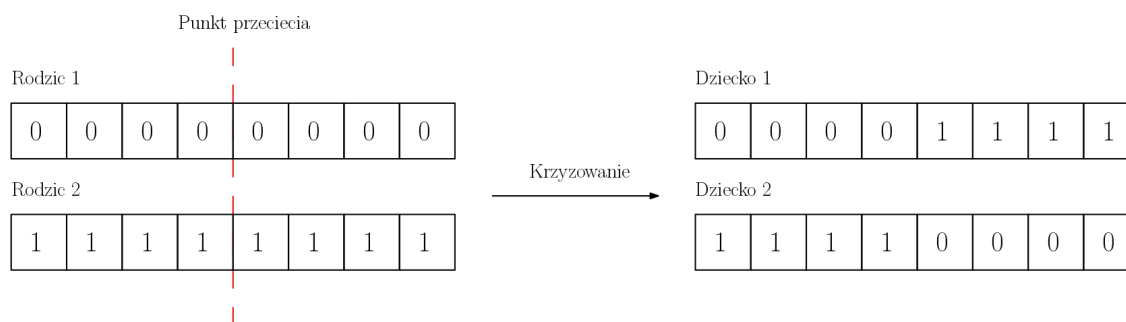 Punkt przeciecia
Rodzic 1
0 0 0 0 0 0 0 0
Rodzic 2
1 1 1 1 1 1 1 1
Krzyzowanie
Dziecko 1
0 0 0 0 1 1 1 1
Dziecko 2
1 1 1 1 0 0 0 0